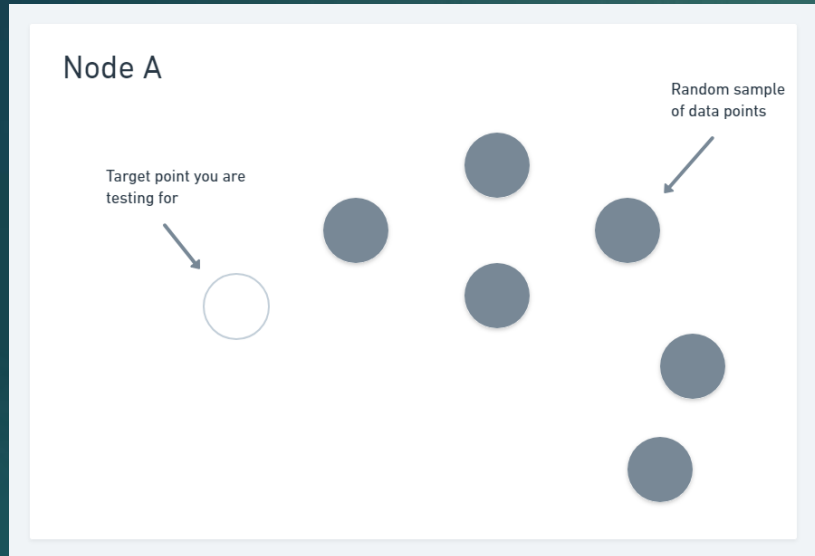 Node A
Random sample
of data points
Target point you are
testing for